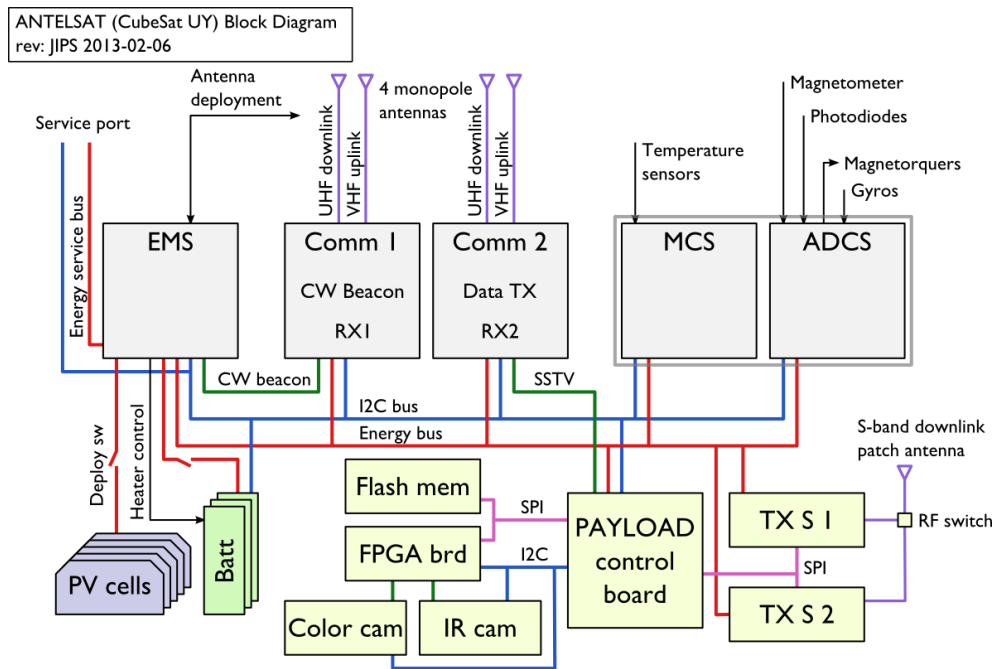 ANTELSAT (CubeSat UY) Block Diagram
rev: JIPS 2013-02-06
Antenna
deployment
4 monopole
antennas
Magnetometer
Photodiodes
Service port
UHF downlink
VHF uplink
UHF downlink
VHF uplink
Temperature
sensors
Magnetorquers
Gyros
Energy service bus
EMS
Comm 1
CW Beacon
RX1
Comm 2
Data TX
RX2
MCS
ADCS
CW beacon
SSTV
I2C bus
Energy bus
Deploy sw
Heater control
S-band downlink
patch antenna
Flash mem
SPI
FPGA brd
I2C
PAYLOAD
control
board
TX S 1
RF switch
SPI
TX S 2
PV cells
Batt
Color cam
IR cam